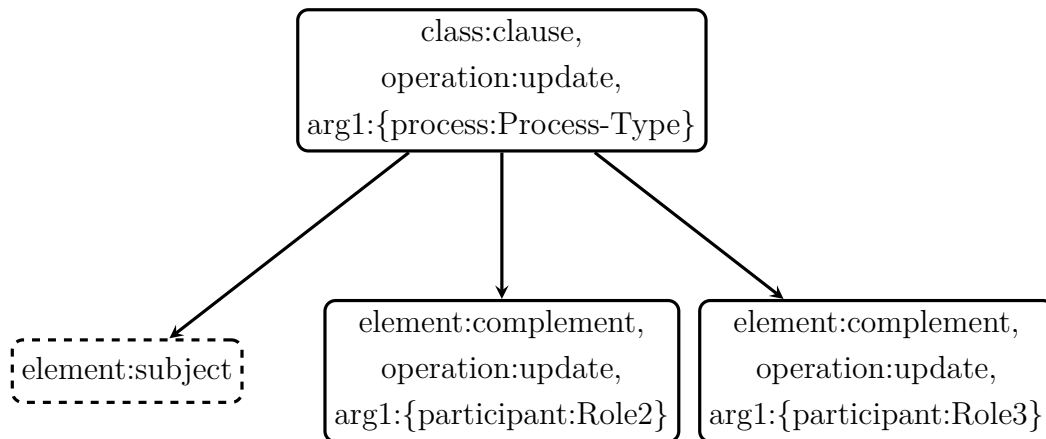 class:clause,
operation:update,
arg1:{process:Process-Type}
element:subject
element:complement,
operation:update,
arg1:{participant:Role2}
element:complement,
operation:update,
arg1:{participant:Role3}